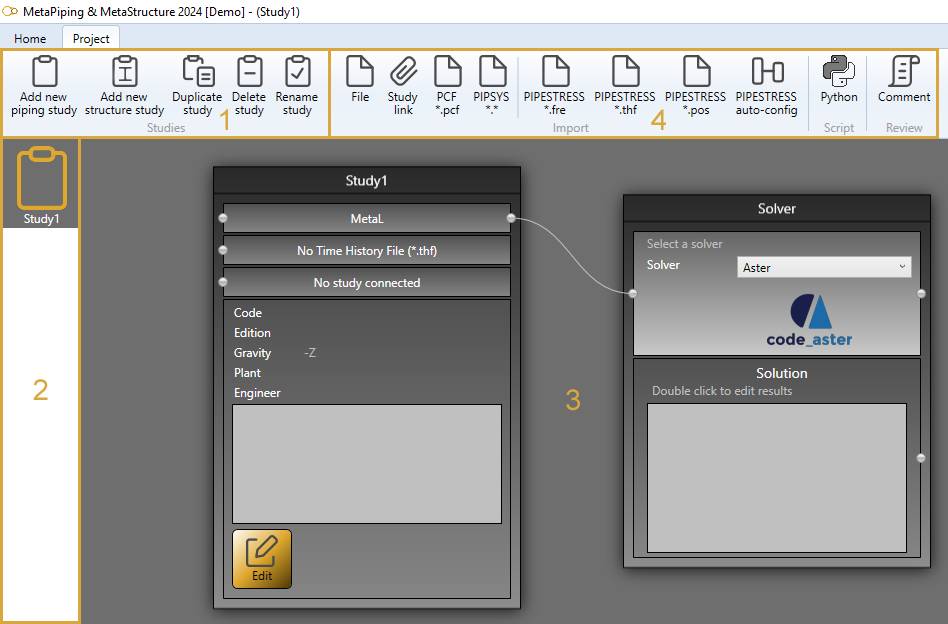 MetaPiping & MetaStructure 2024 [Demo] - (Study1)
Home Project
Add new piping study
Add new structure study
Duplicate study
Delete study
Rename study
Studies
1
File
Study link
PCF *.pcf
PIPSYS *.*
PIPESTRESS *.fre
PIPESTRESS *.thf
PIPESTRESS *.pos
PIPESTRESS auto-config
Import
4
Python
Script
Comment
Review
Study1
2
Study1
MetaL
No Time History File (*.thf)
No study connected
Code
Edition
Gravity -Z
Plant
Engineer
Edit
3
Solver
Select a solver
Solver Aster
code_aster
Solution
Double click to edit results